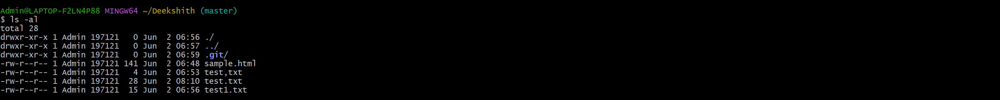 Admin@LAPTOP-F2LN4P88 MINGW64 ~/Deekshith (master)
$ ls -al
total 28
drwxr-xr-x 1 Admin 197121   0 Jun  2 06:56 ./
drwxr-xr-x 1 Admin 197121   0 Jun  2 06:57 ../
drwxr-xr-x 1 Admin 197121   0 Jun  2 06:59 .git/
-rw-r--r-- 1 Admin 197121 141 Jun  2 06:48 sample.html
-rw-r--r-- 1 Admin 197121   4 Jun  2 06:53 test,txt
-rw-r--r-- 1 Admin 197121  28 Jun  2 08:10 test.txt
-rw-r--r-- 1 Admin 197121  15 Jun  2 06:56 test1.txt